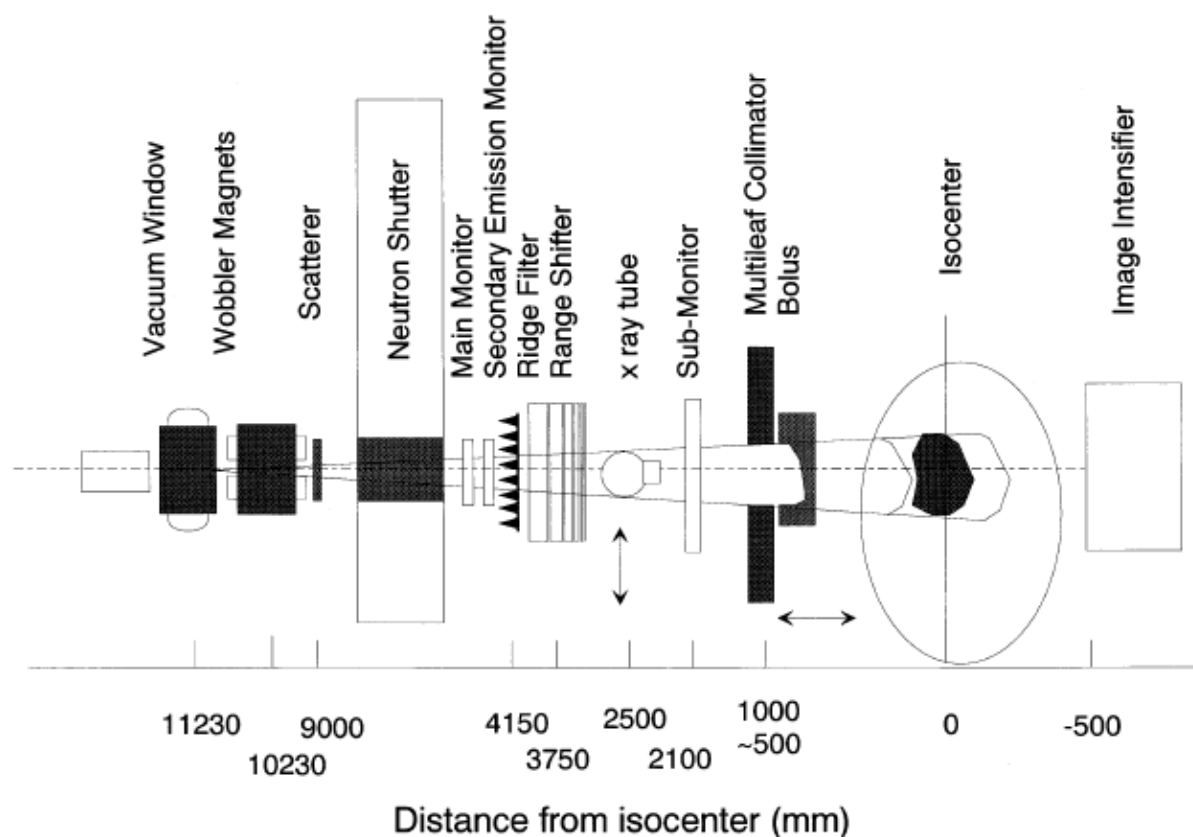 Vacuum Window
Wobbler Magnets
Scatterer
Neutron Shutter
Main Monitor
Secondary Emission Monitor
Ridge Filter
Range Shifter
x ray tube
Sub-Monitor
Multileaf Collimator
Bolus
Isocenter
Image Intensifier
11230
10230
9000
4150
3750
2500
2100
1000
~500
0
-500
Distance from isocenter (mm)